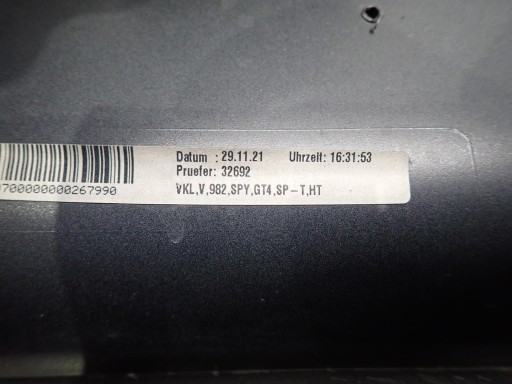 Datum : 29.11.21 Uhrzeit: 16:31:53
Pruefer: 32692
700000000267990
VKL,V,982,SPY,GT4,SP-T,HT